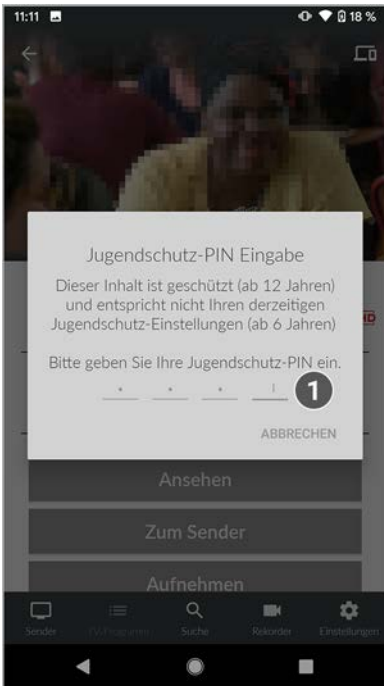 11:11
18 %
Jugendschutz-PIN Eingabe
Dieser Inhalt ist geschützt (ab 12 Jahren)
und entspricht nicht Ihren derzeitigen
Jugendschutz-Einstellungen (ab 6 Jahren)
HD
Bitte geben Sie Ihre Jugendschutz-PIN ein.
1
ABBRECHEN
Ansehen
Zum Sender
Aufnehmen
Sender
Suche
Rekorder
Einstellungen